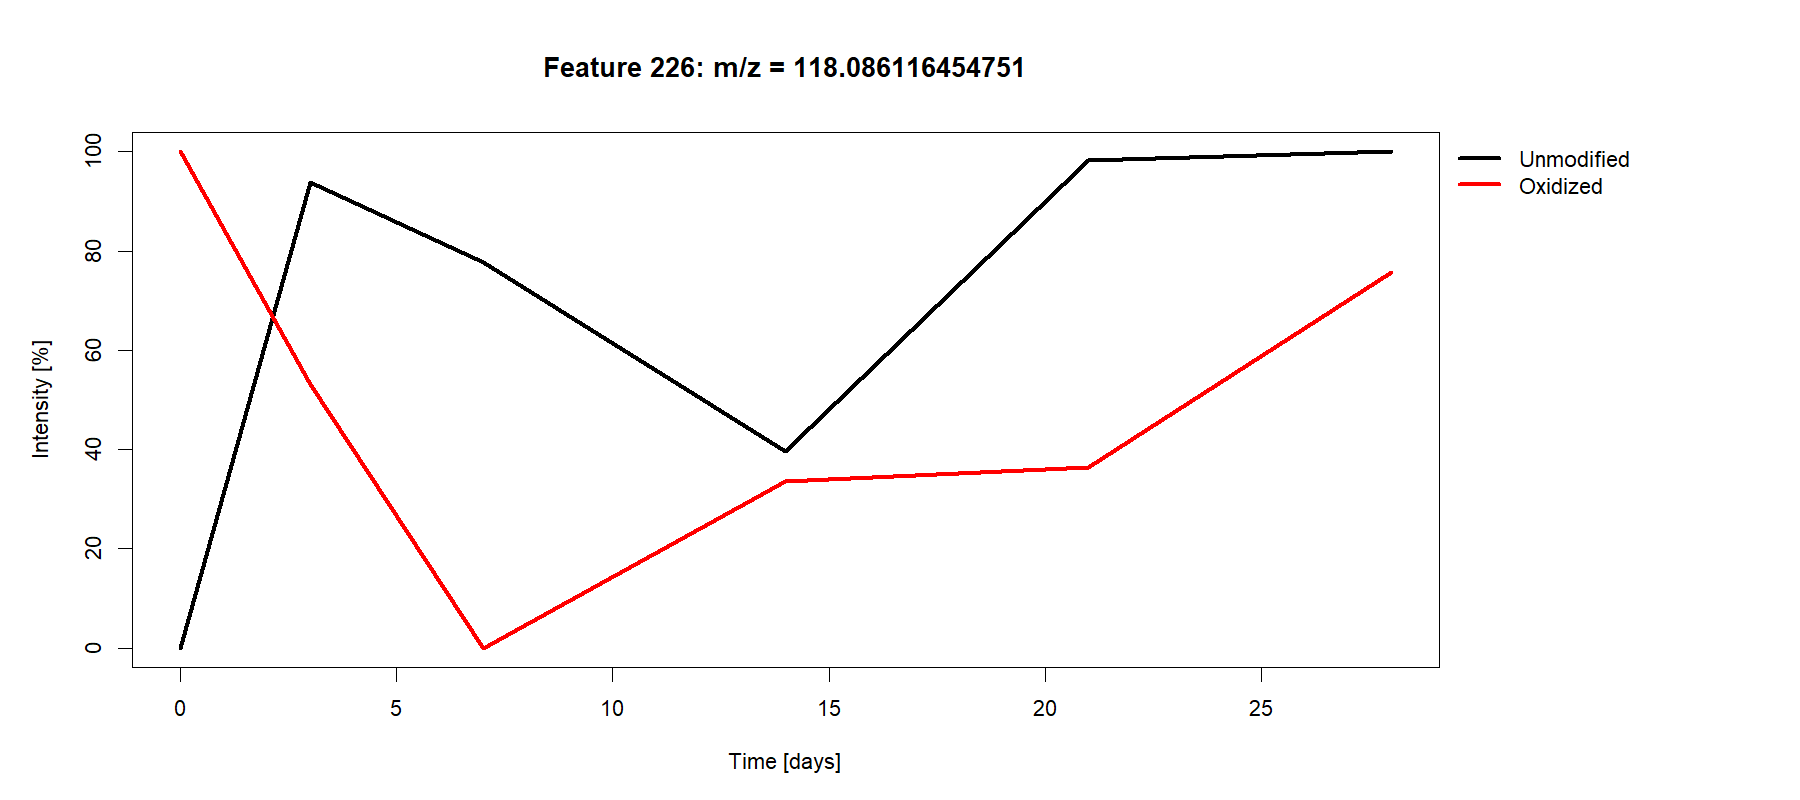 Feature 226: m/z = 118.086116454751
Unmodified
Oxidized
Intensity [%]
100
80
60
40
20
0
0 5 10 15 20 25
Time [days]